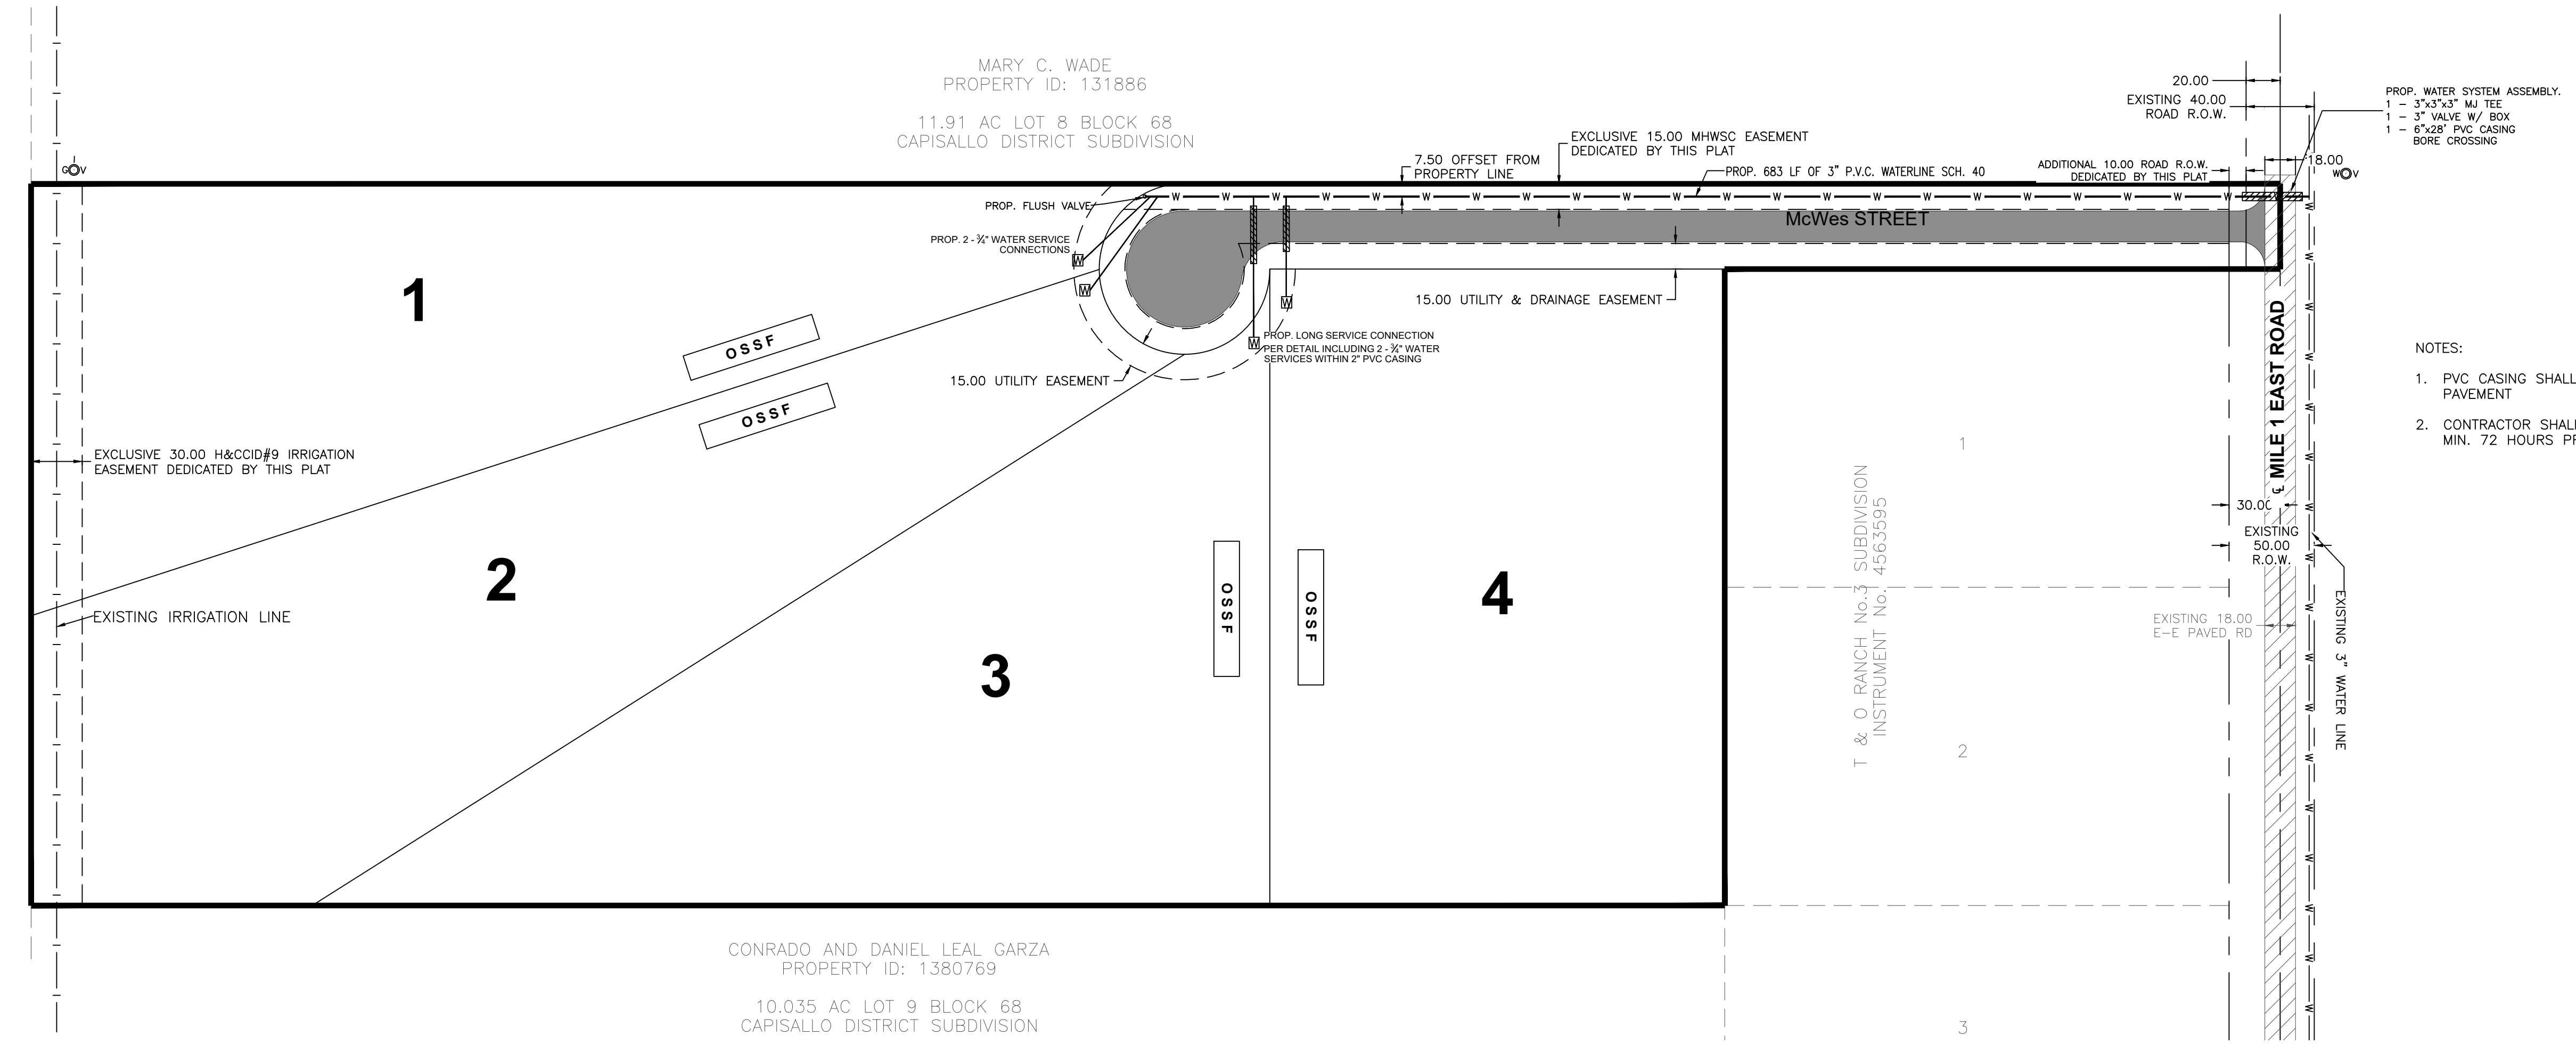 MARY C. WADE
PROPERTY ID: 131886
11.91 AC LOT 8 BLOCK 68
CAPISALLO DISTRICT SUBDIVISION
20.00
EXISTING 40.00
ROAD R.O.W.
PROP. WATER SYSTEM ASSEMBLY.
1 – 3"x3"x3" MJ TEE
1 – 3" VALVE W/ BOX
1 – 6"x28' PVC CASING
BORE CROSSING
GOV
WOV
EXCLUSIVE 15.00 MHWSC EASEMENT
DEDICATED BY THIS PLAT
7.50 OFFSET FROM
PROPERTY LINE
PROP. 683 LF OF 3" P.V.C. WATERLINE SCH. 40
ADDITIONAL 10.00 ROAD R.O.W.
DEDICATED BY THIS PLAT
18.00
PROP. FLUSH VALVE
W W W W W W W W W W W W W W W W W W W W W W
McWes STREET
PROP. 2 - ¾" WATER SERVICE
CONNECTIONS
W
W
W
W
1
15.00 UTILITY & DRAINAGE EASEMENT
PROP. LONG SERVICE CONNECTION
PER DETAIL INCLUDING 2 - ¾" WATER
SERVICES WITHIN 2" PVC CASING
15.00 UTILITY EASEMENT
OSSF
OSSF
MILE 1 EAST ROAD
NOTES:
1. PVC CASING SHALL
PAVEMENT
2. CONTRACTOR SHALL
MIN. 72 HOURS PR
EXCLUSIVE 30.00 H&CCID#9 IRRIGATION
EASEMENT DEDICATED BY THIS PLAT
1
T & O RANCH No.3 SUBDIVISION
INSTRUMENT No. 4563595
30.00
EXISTING
50.00
R.O.W.
2
OSSF
OSSF
4
EXISTING IRRIGATION LINE
EXISTING 18.00
E–E PAVED RD
EXISTING 3" WATER LINE
3
2
CONRADO AND DANIEL LEAL GARZA
PROPERTY ID: 1380769
10.035 AC LOT 9 BLOCK 68
CAPISALLO DISTRICT SUBDIVISION
3